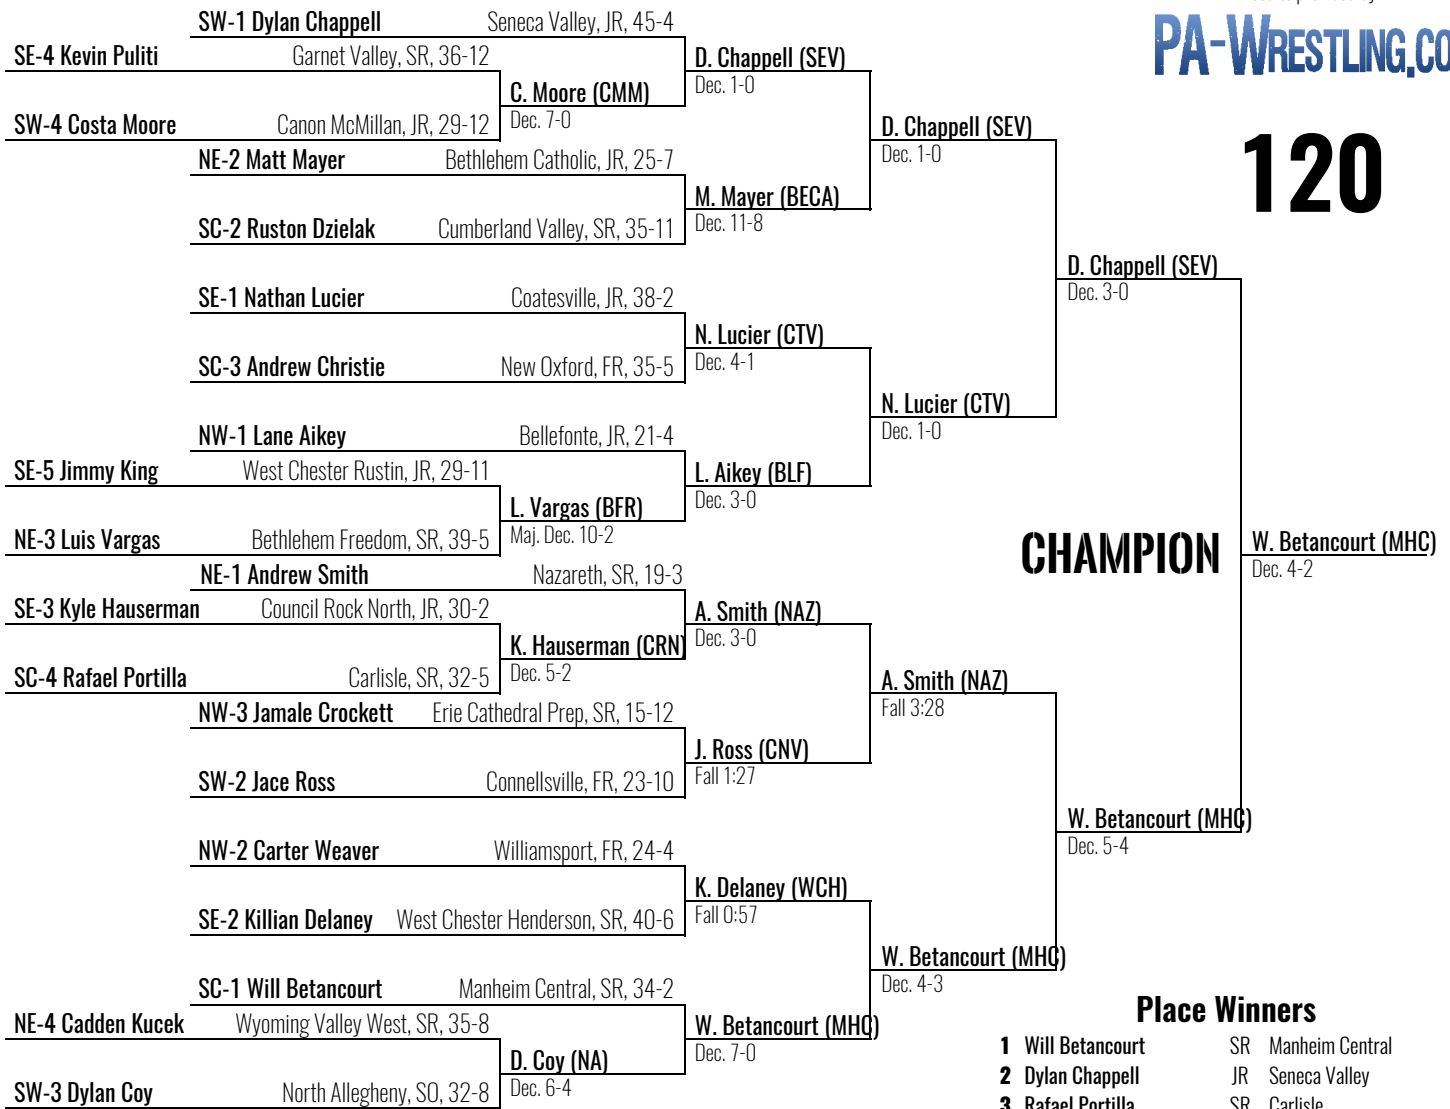 PA-WRESTLING.CO
120
SW-1 Dylan Chappell Seneca Valley, JR, 45-4
SE-4 Kevin Puliti Garnet Valley, SR, 36-12
SW-4 Costa Moore Canon McMillan, JR, 29-12
NE-2 Matt Mayer Bethlehem Catholic, JR, 25-7
SC-2 Ruston Dzielak Cumberland Valley, SR, 35-11
SE-1 Nathan Lucier Coatesville, JR, 38-2
SC-3 Andrew Christie New Oxford, FR, 35-5
NW-1 Lane Aikey Bellefonte, JR, 21-4
SE-5 Jimmy King West Chester Rustin, JR, 29-11
NE-3 Luis Vargas Bethlehem Freedom, SR, 39-5
NE-1 Andrew Smith Nazareth, SR, 19-3
SE-3 Kyle Hauserman Council Rock North, JR, 30-2
SC-4 Rafael Portilla Carlisle, SR, 32-5
NW-3 Jamale Crockett Erie Cathedral Prep, SR, 15-12
SW-2 Jace Ross Connellsville, FR, 23-10
NW-2 Carter Weaver Williamsport, FR, 24-4
SE-2 Killian Delaney West Chester Henderson, SR, 40-6
SC-1 Will Betancourt Manheim Central, SR, 34-2
NE-4 Cadden Kucek Wyoming Valley West, SR, 35-8
SW-3 Dylan Coy North Allegheny, SO, 32-8
C. Moore (CMM)
Dec. 7-0
L. Vargas (BFR)
Maj. Dec. 10-2
K. Hauserman (CRN)
Dec. 5-2
D. Coy (NA)
Dec. 6-4
D. Chappell (SEV)
Dec. 1-0
M. Mayer (BECA)
Dec. 11-8
N. Lucier (CTV)
Dec. 4-1
L. Aikey (BLF)
Dec. 3-0
A. Smith (NAZ)
Dec. 3-0
J. Ross (CNV)
Fall 1:27
K. Delaney (WCH)
Fall 0:57
W. Betancourt (MHC)
Dec. 7-0
D. Chappell (SEV)
Dec. 1-0
N. Lucier (CTV)
Dec. 1-0
A. Smith (NAZ)
Fall 3:28
W. Betancourt (MHC)
Dec. 4-3
D. Chappell (SEV)
Dec. 3-0
W. Betancourt (MHC)
Dec. 5-4
CHAMPION
W. Betancourt (MHC)
Dec. 4-2
Place Winners
1 Will Betancourt SR Manheim Central
2 Dylan Chappell JR Seneca Valley
3 Rafael Portilla SR Carlisle